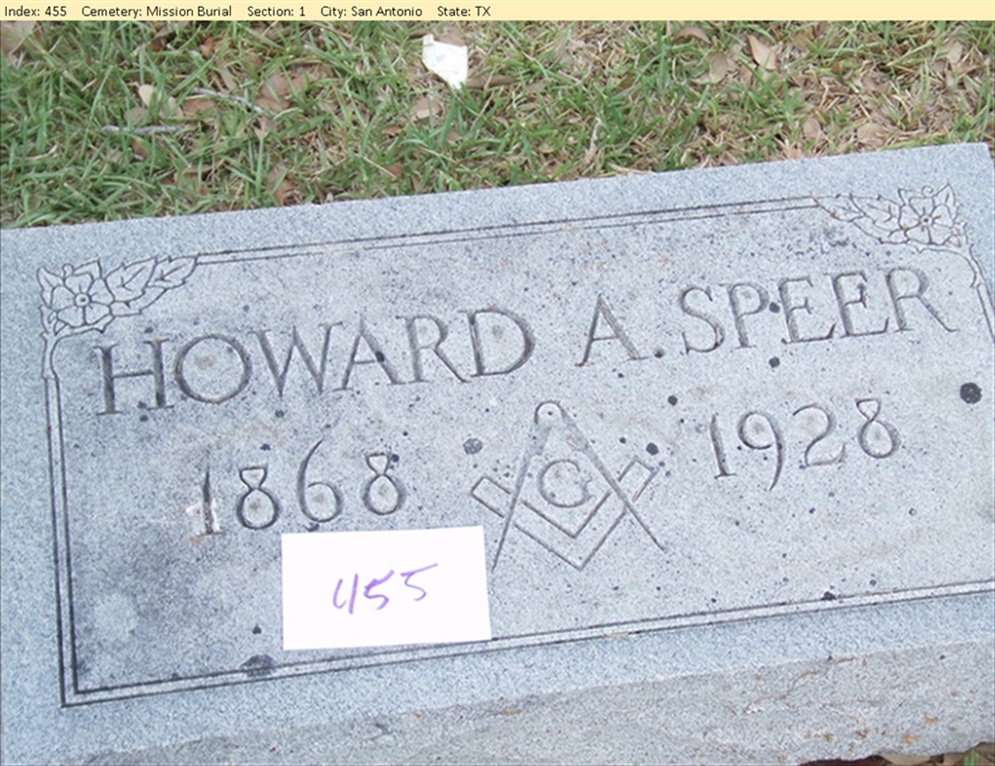 Index: 455 Cemetery: Mission Burial Section: 1 City: San Antonio State: TX
HOWARD A. SPEER
1868 G 1928
455